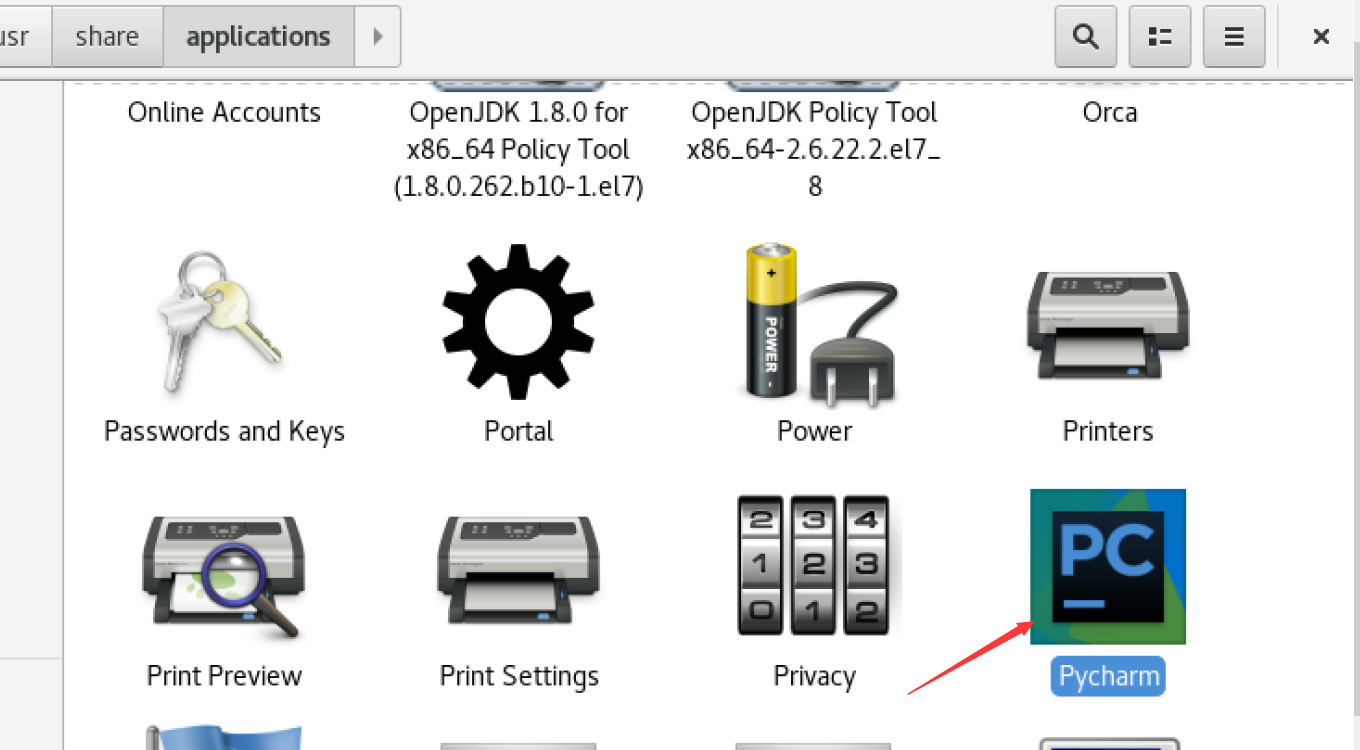 usr
share
applications
Online Accounts
OpenJDK 1.8.0 for
x86_64 Policy Tool
(1.8.0.262.b10-1.el7)
OpenJDK Policy Tool
x86_64-2.6.22.2.el7_
8
Orca
POWER
Passwords and Keys
Portal
Power
Printers
2 3 4
1 2 3
0 1 2
PC
Print Preview
Print Settings
Privacy
Pycharm